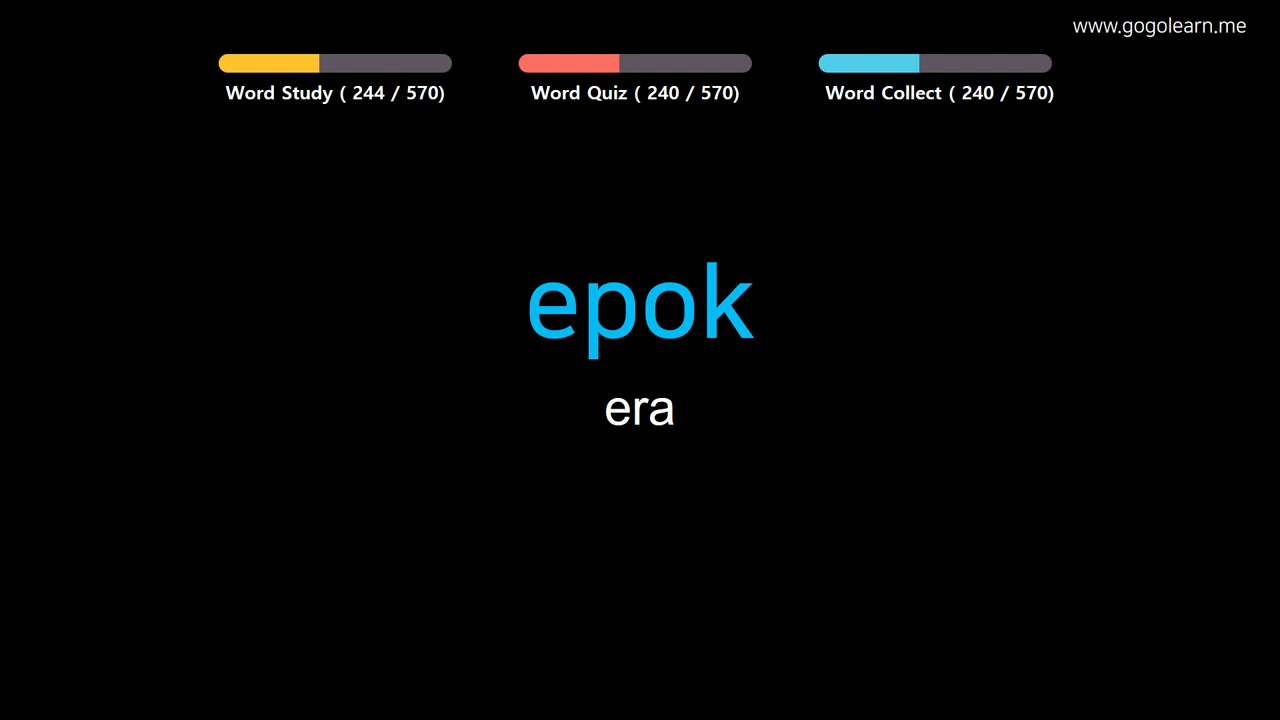 www.gogolearn.me
Word Study ( 244 / 570)
Word Quiz ( 240 / 570)
Word Collect ( 240 / 570)
epok
era